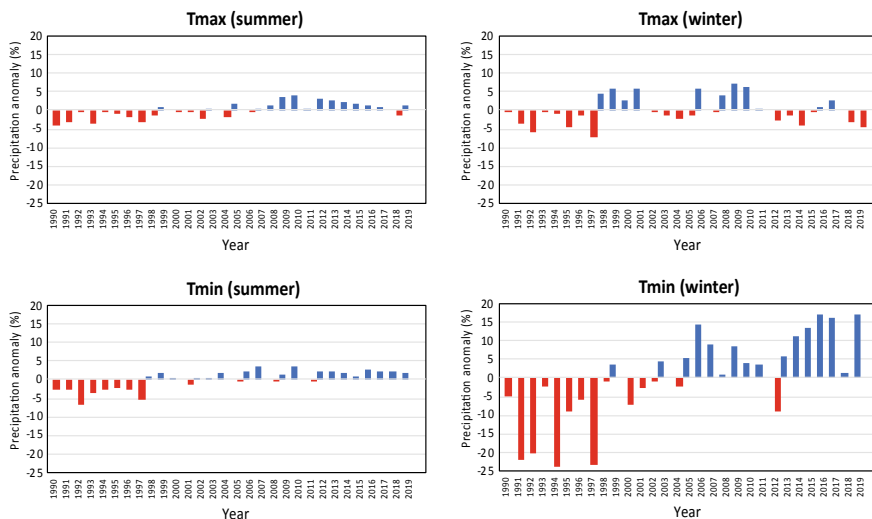 Tmax (summer)
Precipitation anomaly (%)
20
15
10
5
0
-5
-10
-15
-20
-25
1990 1991 1992 1993 1994 1995 1996 1997 1998 1999 2000 2001 2002 2003 2004 2005 2006 2007 2008 2009 2010 2011 2012 2013 2014 2015 2016 2017 2018 2019
Year
Tmax (winter)
Precipitation anomaly (%)
20
15
10
5
0
-5
-10
-15
-20
-25
1990 1991 1992 1993 1994 1995 1996 1997 1998 1999 2000 2001 2002 2003 2004 2005 2006 2007 2008 2009 2010 2011 2012 2013 2014 2015 2016 2017 2018 2019
Year
Tmin (summer)
Precipitation anomaly (%)
20
15
10
5
0
-5
-10
-15
-20
-25
1990 1991 1992 1993 1994 1995 1996 1997 1998 1999 2000 2001 2002 2003 2004 2005 2006 2007 2008 2009 2010 2011 2012 2013 2014 2015 2016 2017 2018 2019
Year
Tmin (winter)
Precipitation anomaly (%)
20
15
10
5
0
-5
-10
-15
-20
-25
1990 1991 1992 1993 1994 1995 1996 1997 1998 1999 2000 2001 2002 2003 2004 2005 2006 2007 2008 2009 2010 2011 2012 2013 2014 2015 2016 2017 2018 2019
Year